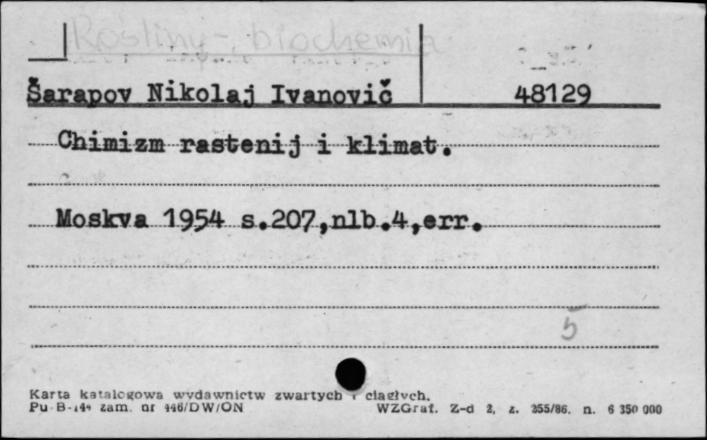 Rośliny - biochemia
Šarapov Nikolaj Ivanovič 48129
Chimizm rastenij i klimat.
Moskva 1954 s.207,nlb.4,err.
5
Karta katalogowa wydawnictw zwartych i ciągłych.
Pu-B-144 zam. nr 446/DW/ON WZGraf. Z-d 2, z. 355/86. n. 6 350 000